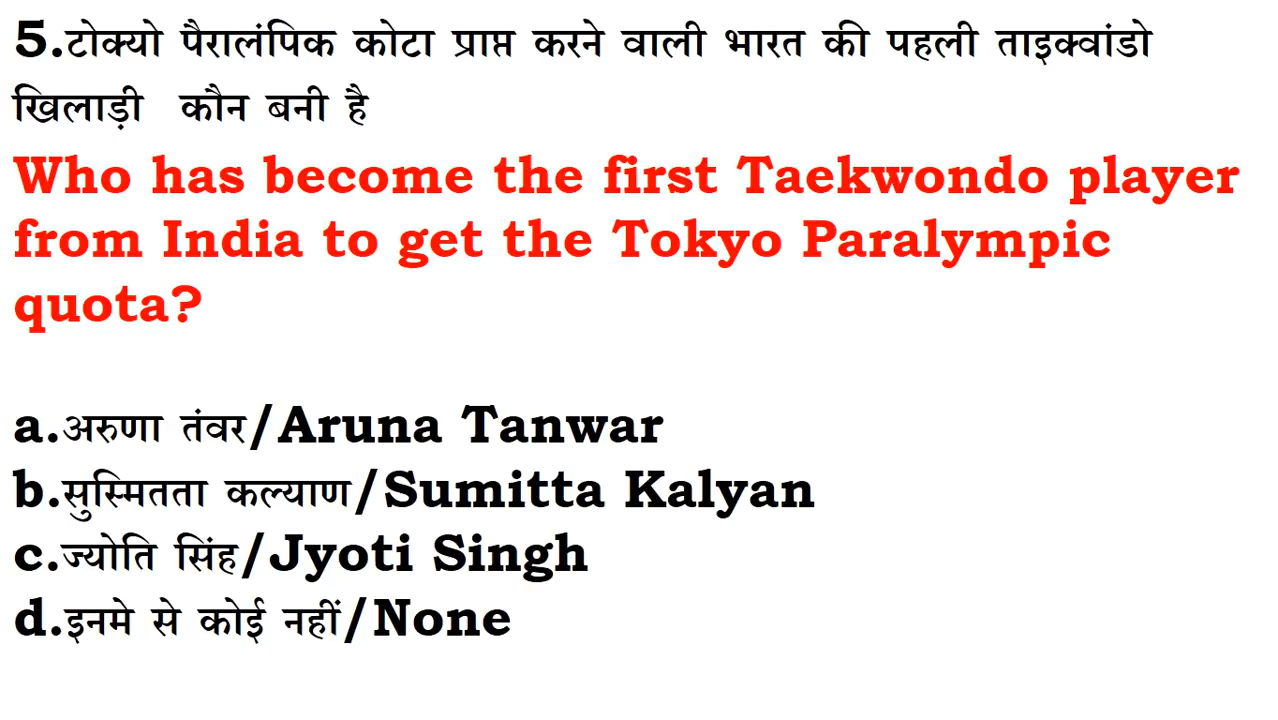 5.टोक्यो पैरालंपिक कोटा प्राप्त करने वाली भारत की पहली ताइक्वांडो
खिलाड़ी कौन बनी है
Who has become the first Taekwondo player
from India to get the Tokyo Paralympic
quota?
a.अरुणा तंवर/Aruna Tanwar
b.सुस्मितता कल्याण/Sumitta Kalyan
c.ज्योति सिंह/Jyoti Singh
d.इनमे से कोई नहीं/None